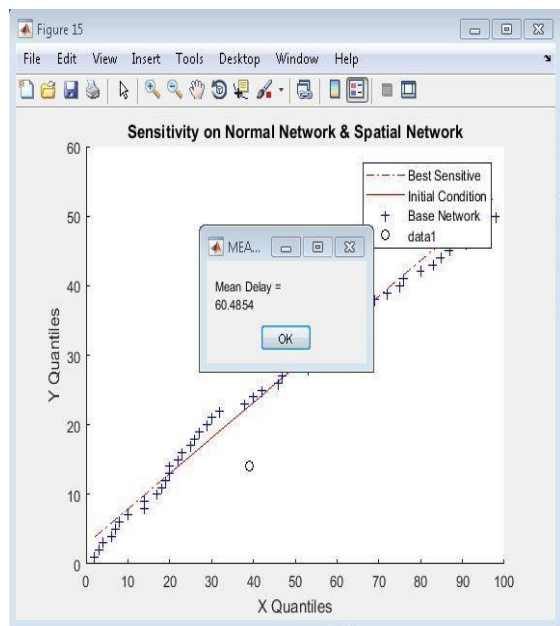 Figure 15
File Edit View Insert Tools Desktop Window Help
Sensitivity on Normal Network & Spatial Network
60
50
40
30
20
10
0
Y Quantiles
Best Sensitive
Initial Condition
Base Network
data1
MEA...
Mean Delay =
60.4854
OK
0 10 20 30 40 50 60 70 80 90 100
X Quantiles